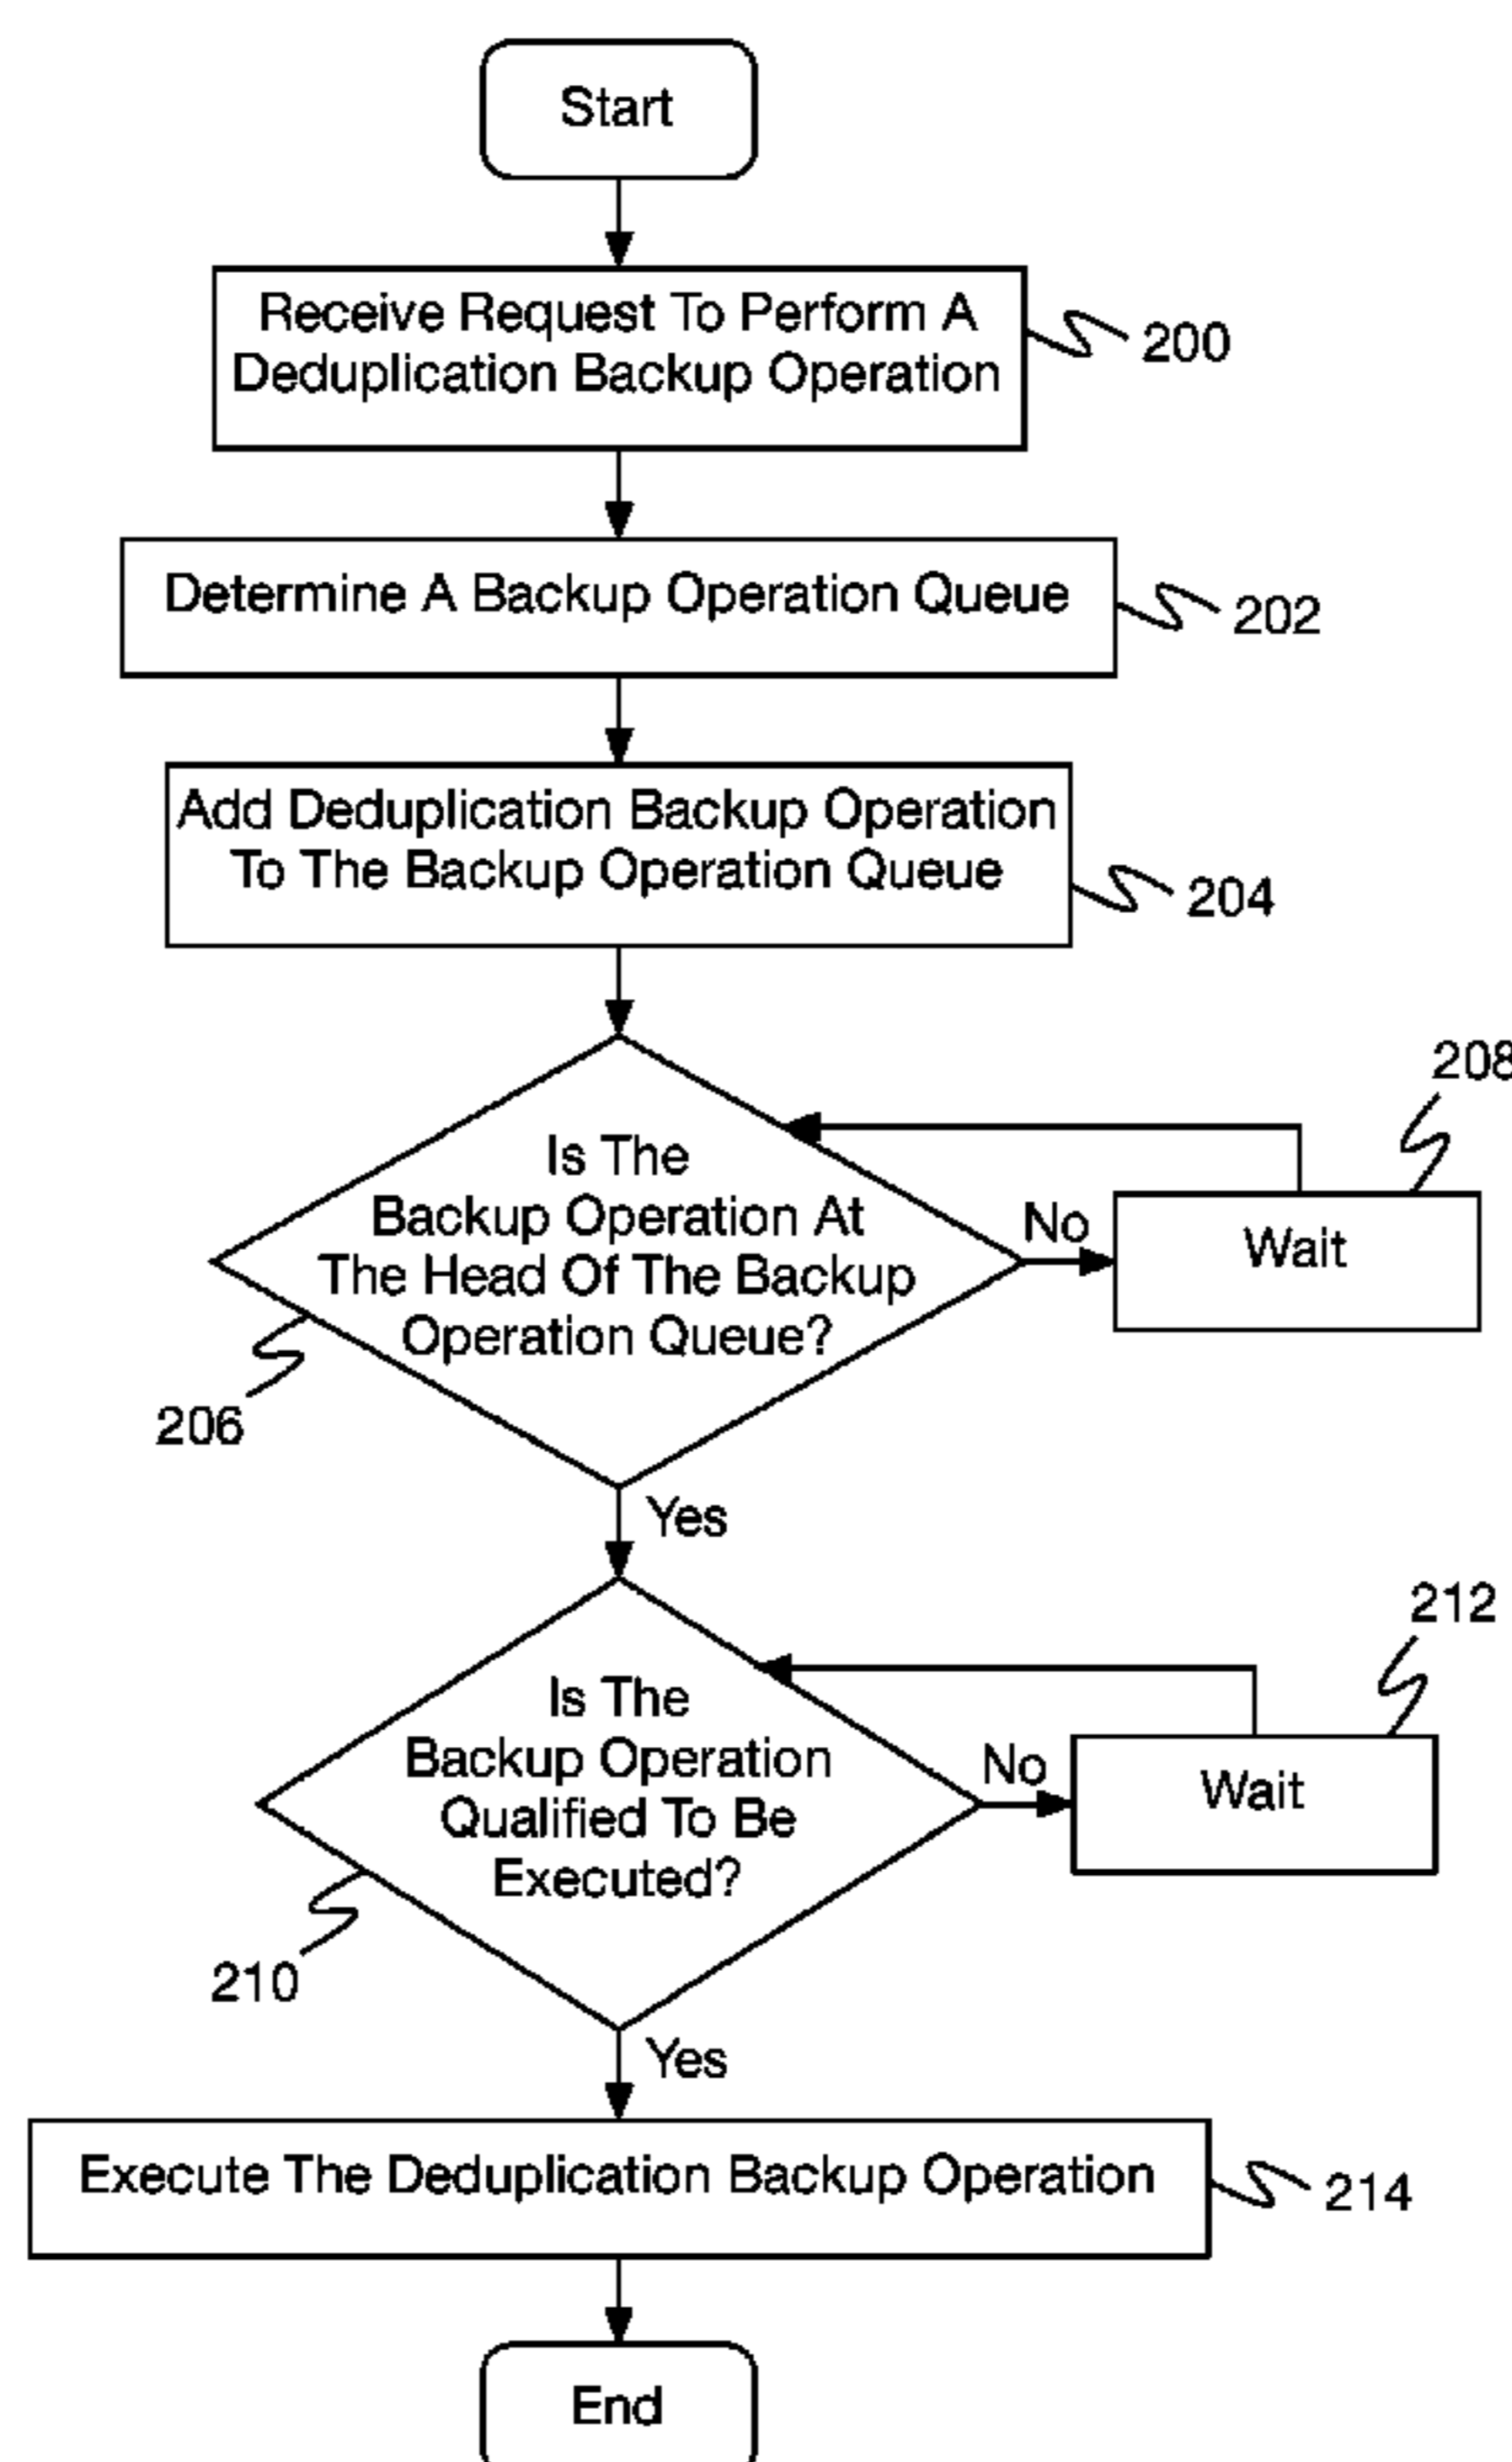 Start
Receive Request To Perform A
Deduplication Backup Operation
200
Determine A Backup Operation Queue
202
Add Deduplication Backup Operation
To The Backup Operation Queue
204
208
Is The
Backup Operation At
The Head Of The Backup
Operation Queue?
No
Wait
206
Yes
212
Is The
Backup Operation
Qualified To Be
Executed?
No
Wait
210
Yes
Execute The Deduplication Backup Operation
214
End